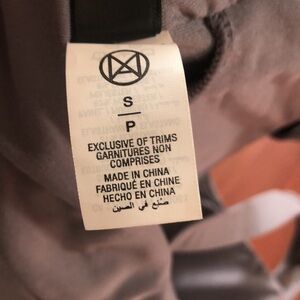 S
P
EXCLUSIVE OF TRIMS
GARNITURES NON
COMPRISES
MADE IN CHINA
FABRIQUÉ EN CHINE
HECHO EN CHINA
صنع في الصين